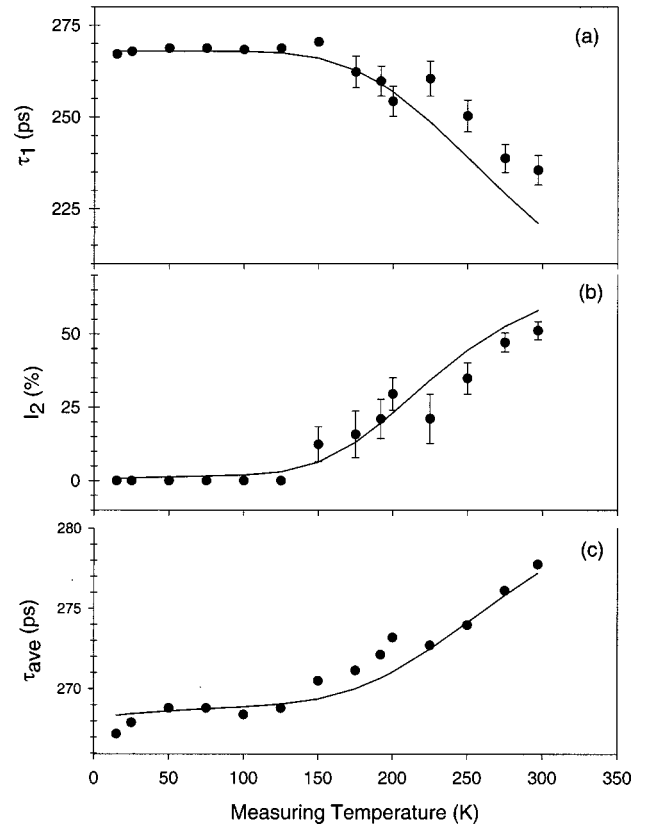 275
(a)
250
τ1 (ps)
225
(b)
50
I2 (%)
25
0
280
(c)
275
τave (ps)
270
0 50 100 150 200 250 300 350
Measuring Temperature (K)